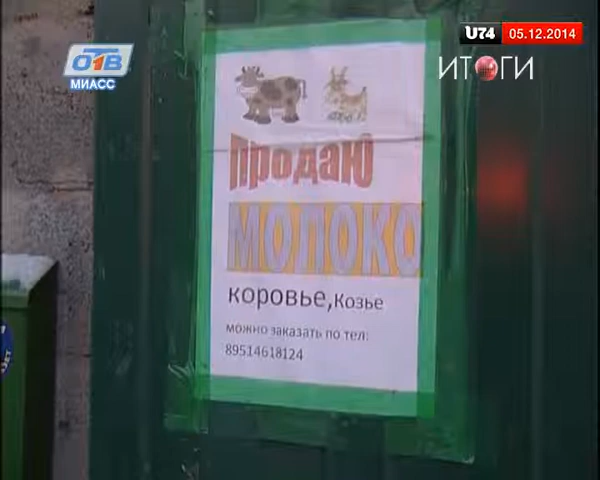 ОТВ
МИАСС
U74 05.12.2014
ИТОГИ
продаю
МОЛОКО
коровье, Козье
можно заказать по тел:
89514618124